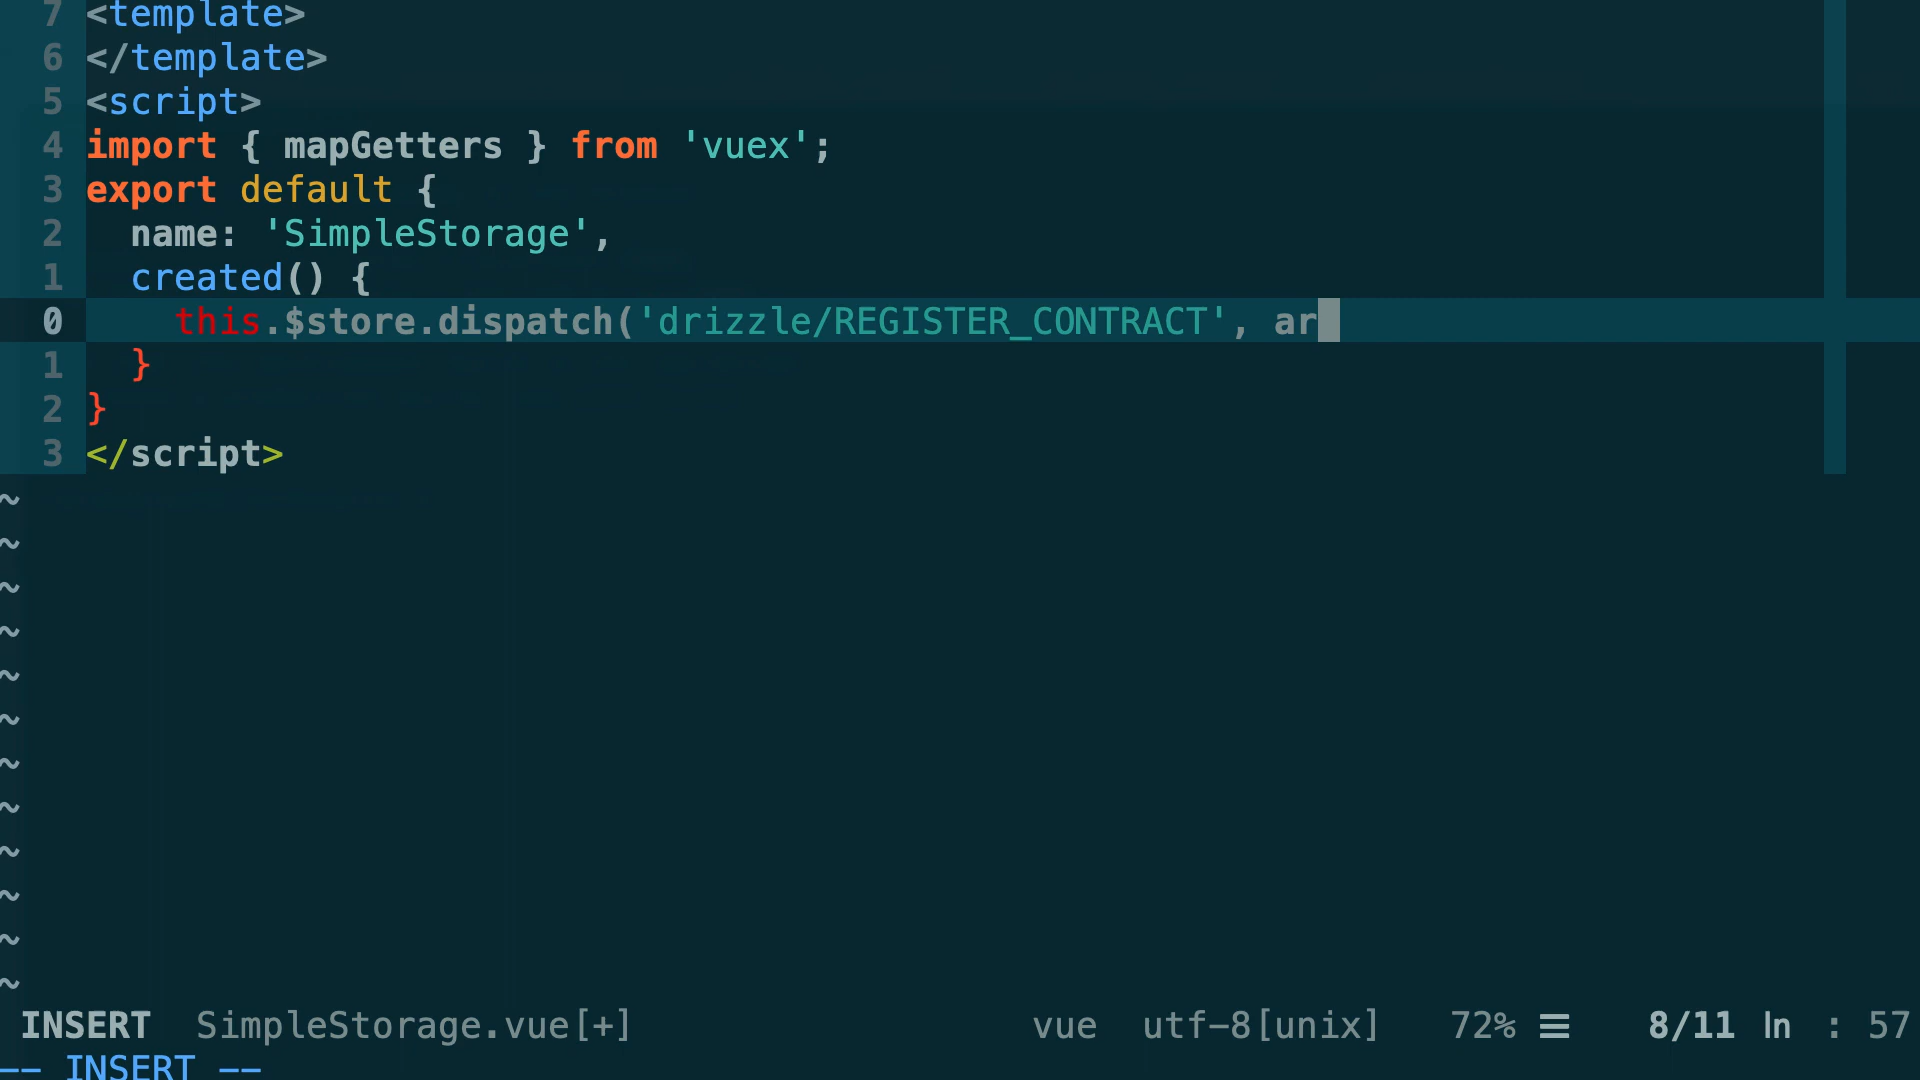 7 <template>
6 </template>
5 <script>
4 import { mapGetters } from 'vuex';
3 export default {
2   name: 'SimpleStorage',
1   created() {
0     this.$store.dispatch('drizzle/REGISTER_CONTRACT', ar
1   }
2 }
3 </script>
~
~
~
~
~
~
~
~
~
~
~
~
INSERT SimpleStorage.vue[+] vue utf-8[unix] 72% ☰ 8/11 ln : 57
-- INSERT --